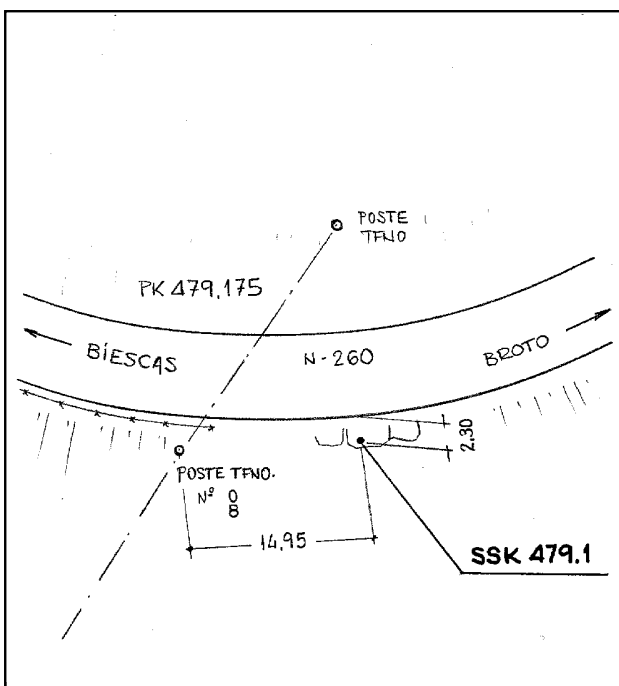 POSTE
TFNO
PK 479,175
BIESCAS
N-260
BROTO
2.30
POSTE TFNO.
Nº 0
8
14,95
SSK 479.1